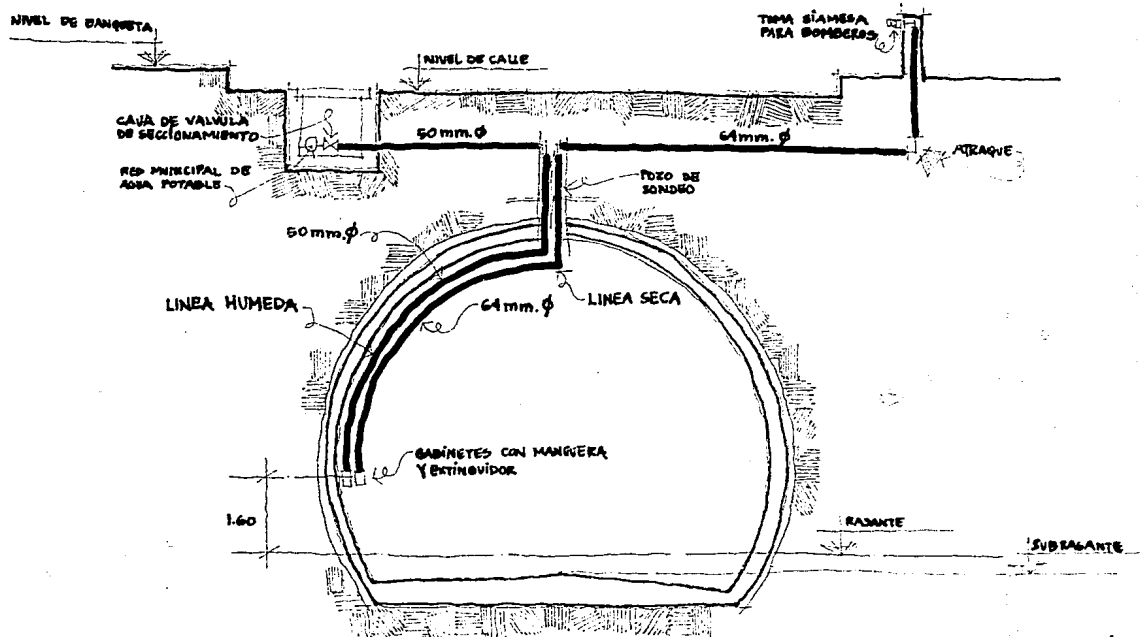 NIVEL DE BANQUETA
TOMA SIAMESA
PARA BOMBEROS
NIVEL DE CALLE
CAJA DE VALVULA
DE SECCIONAMIENTO
50 mm. Ø
64 mm. Ø
ATRAQUE
RED MUNICIPAL DE
AGUA POTABLE
POZO DE
SONDEO
50 mm. Ø
LINEA HUMEDA
64 mm. Ø
LINEA SECA
GABINETES CON MANGUERA
Y EXTINGUIDOR
1.60
RASANTE
SUBRASANTE